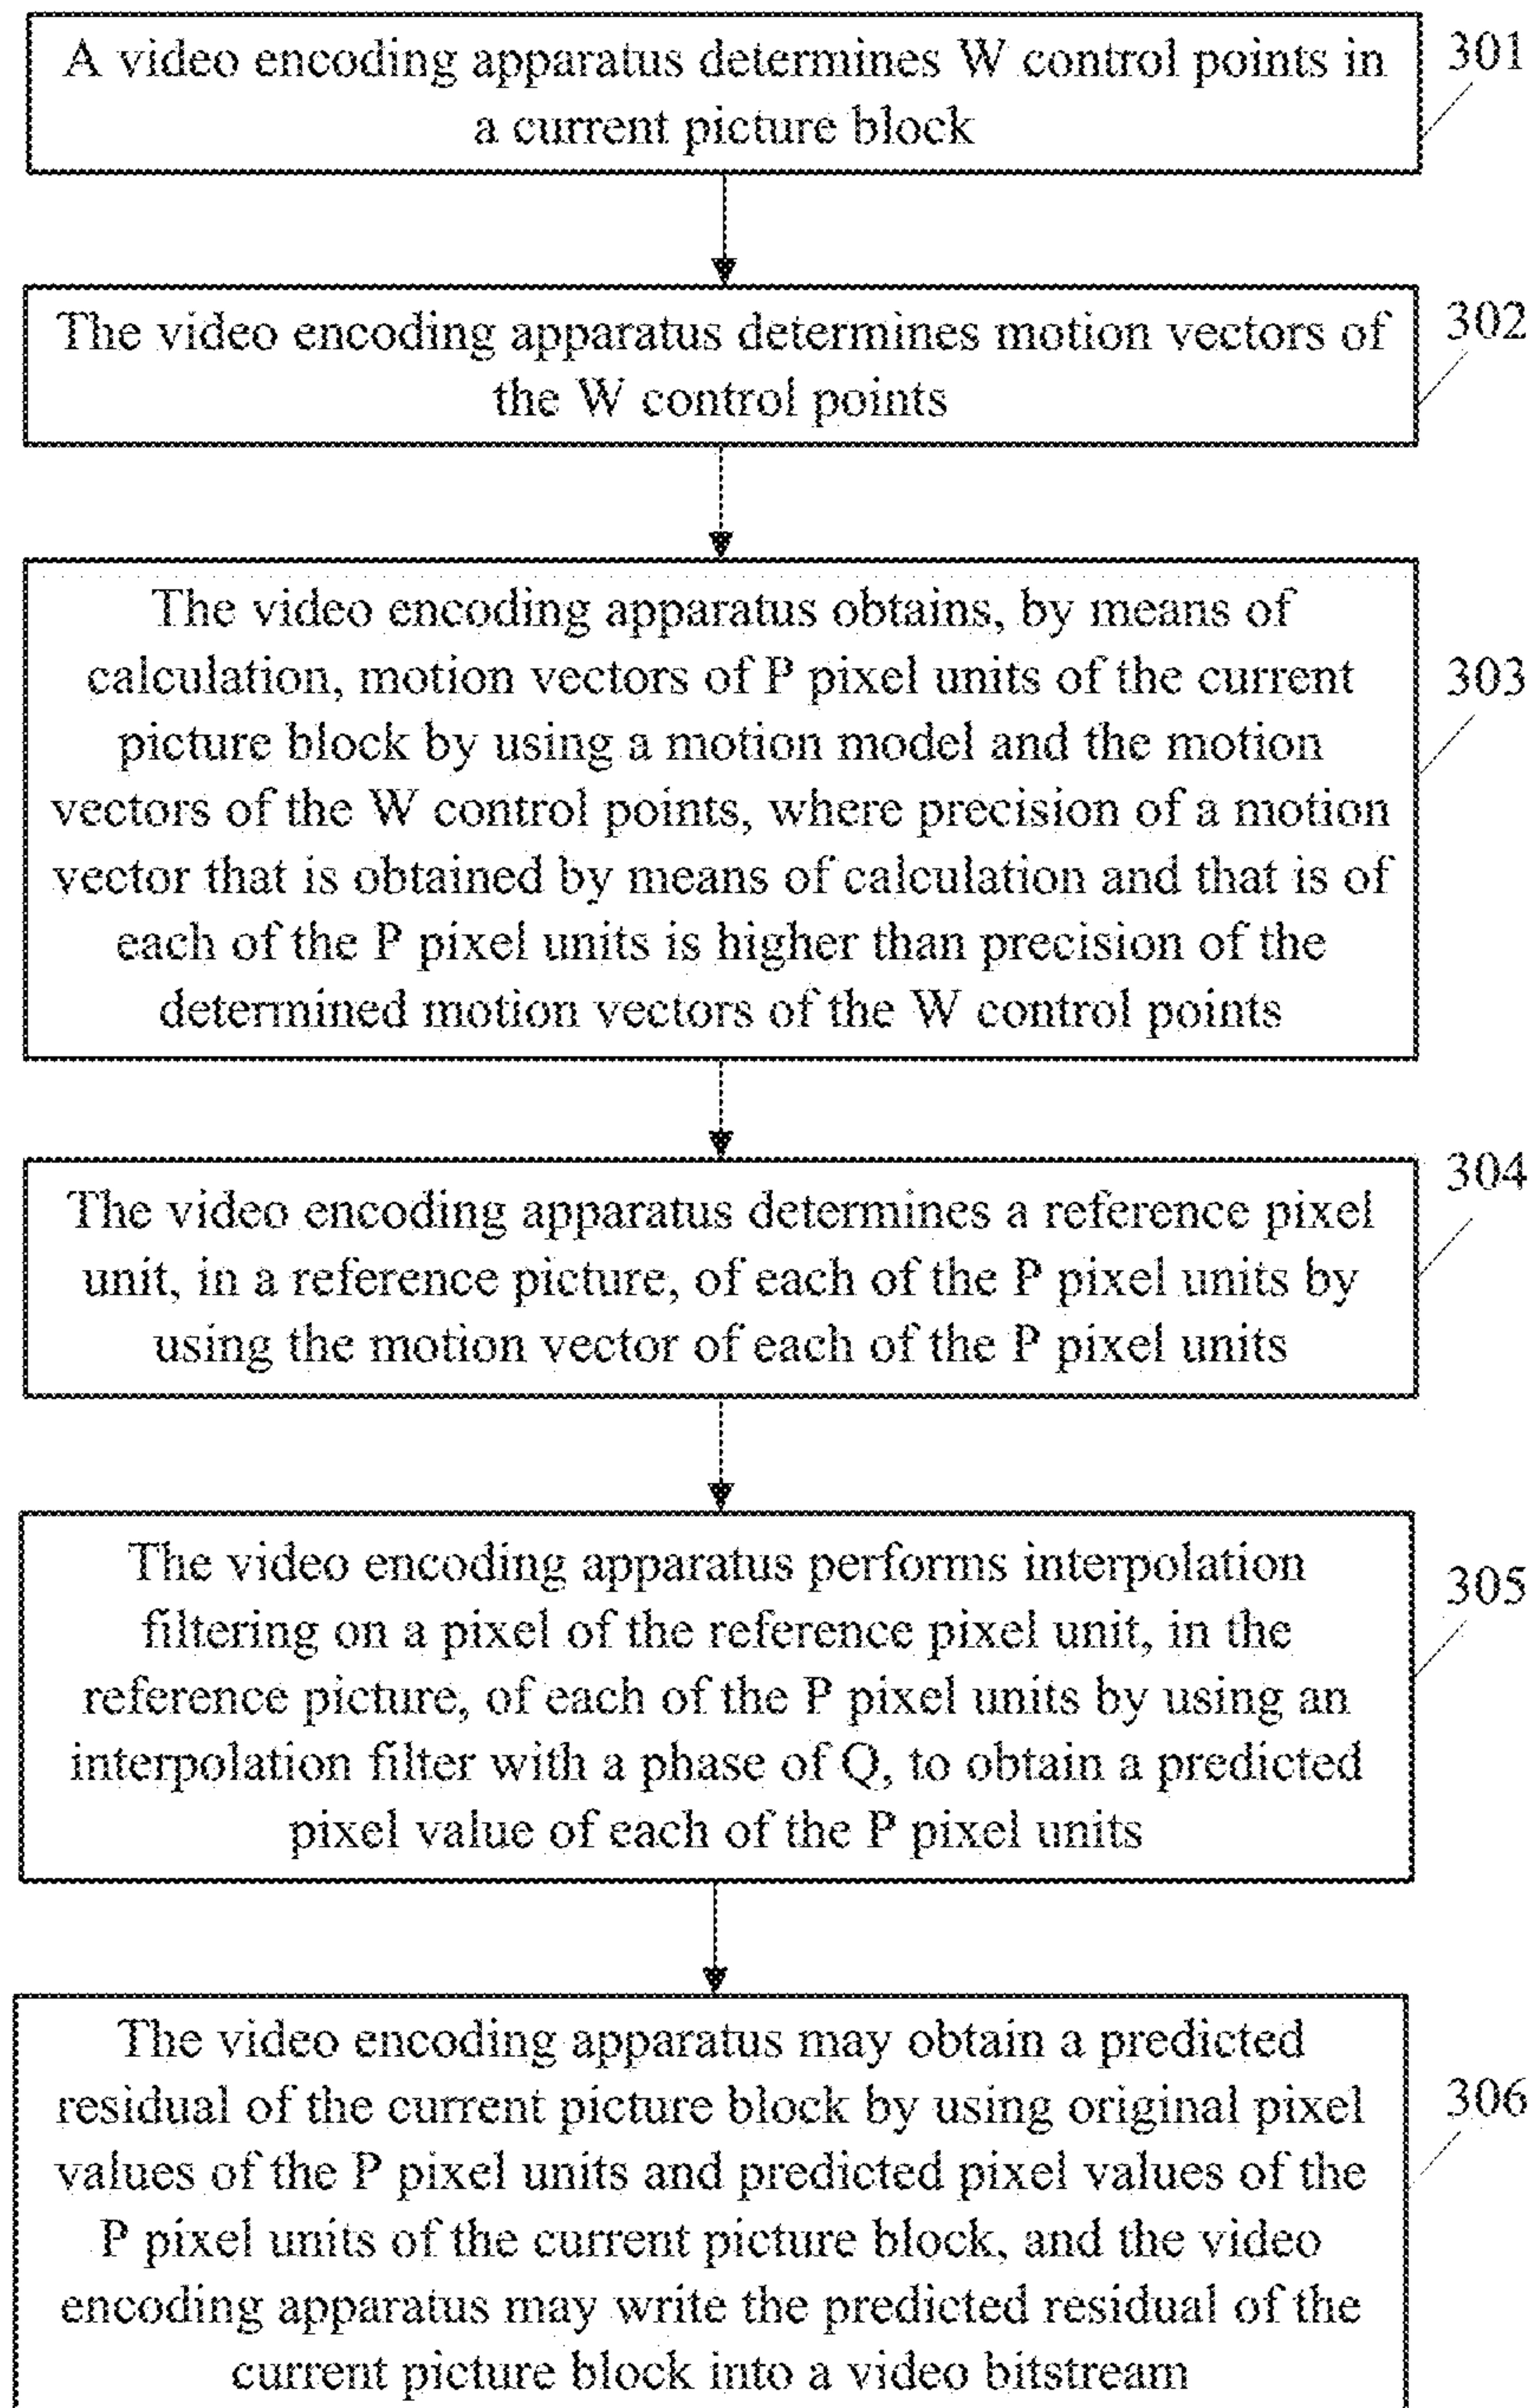 A video encoding apparatus determines W control points in
a current picture block
301
The video encoding apparatus determines motion vectors of
the W control points
302
The video encoding apparatus obtains, by means of
calculation, motion vectors of P pixel units of the current
picture block by using a motion model and the motion
vectors of the W control points, where precision of a motion
vector that is obtained by means of calculation and that is of
each of the P pixel units is higher than precision of the
determined motion vectors of the W control points
303
The video encoding apparatus determines a reference pixel
unit, in a reference picture, of each of the P pixel units by
using the motion vector of each of the P pixel units
304
The video encoding apparatus performs interpolation
filtering on a pixel of the reference pixel unit, in the
reference picture, of each of the P pixel units by using an
interpolation filter with a phase of Q, to obtain a predicted
pixel value of each of the P pixel units
305
The video encoding apparatus may obtain a predicted
residual of the current picture block by using original pixel
values of the P pixel units and predicted pixel values of the
P pixel units of the current picture block, and the video
encoding apparatus may write the predicted residual of the
current picture block into a video bitstream
306